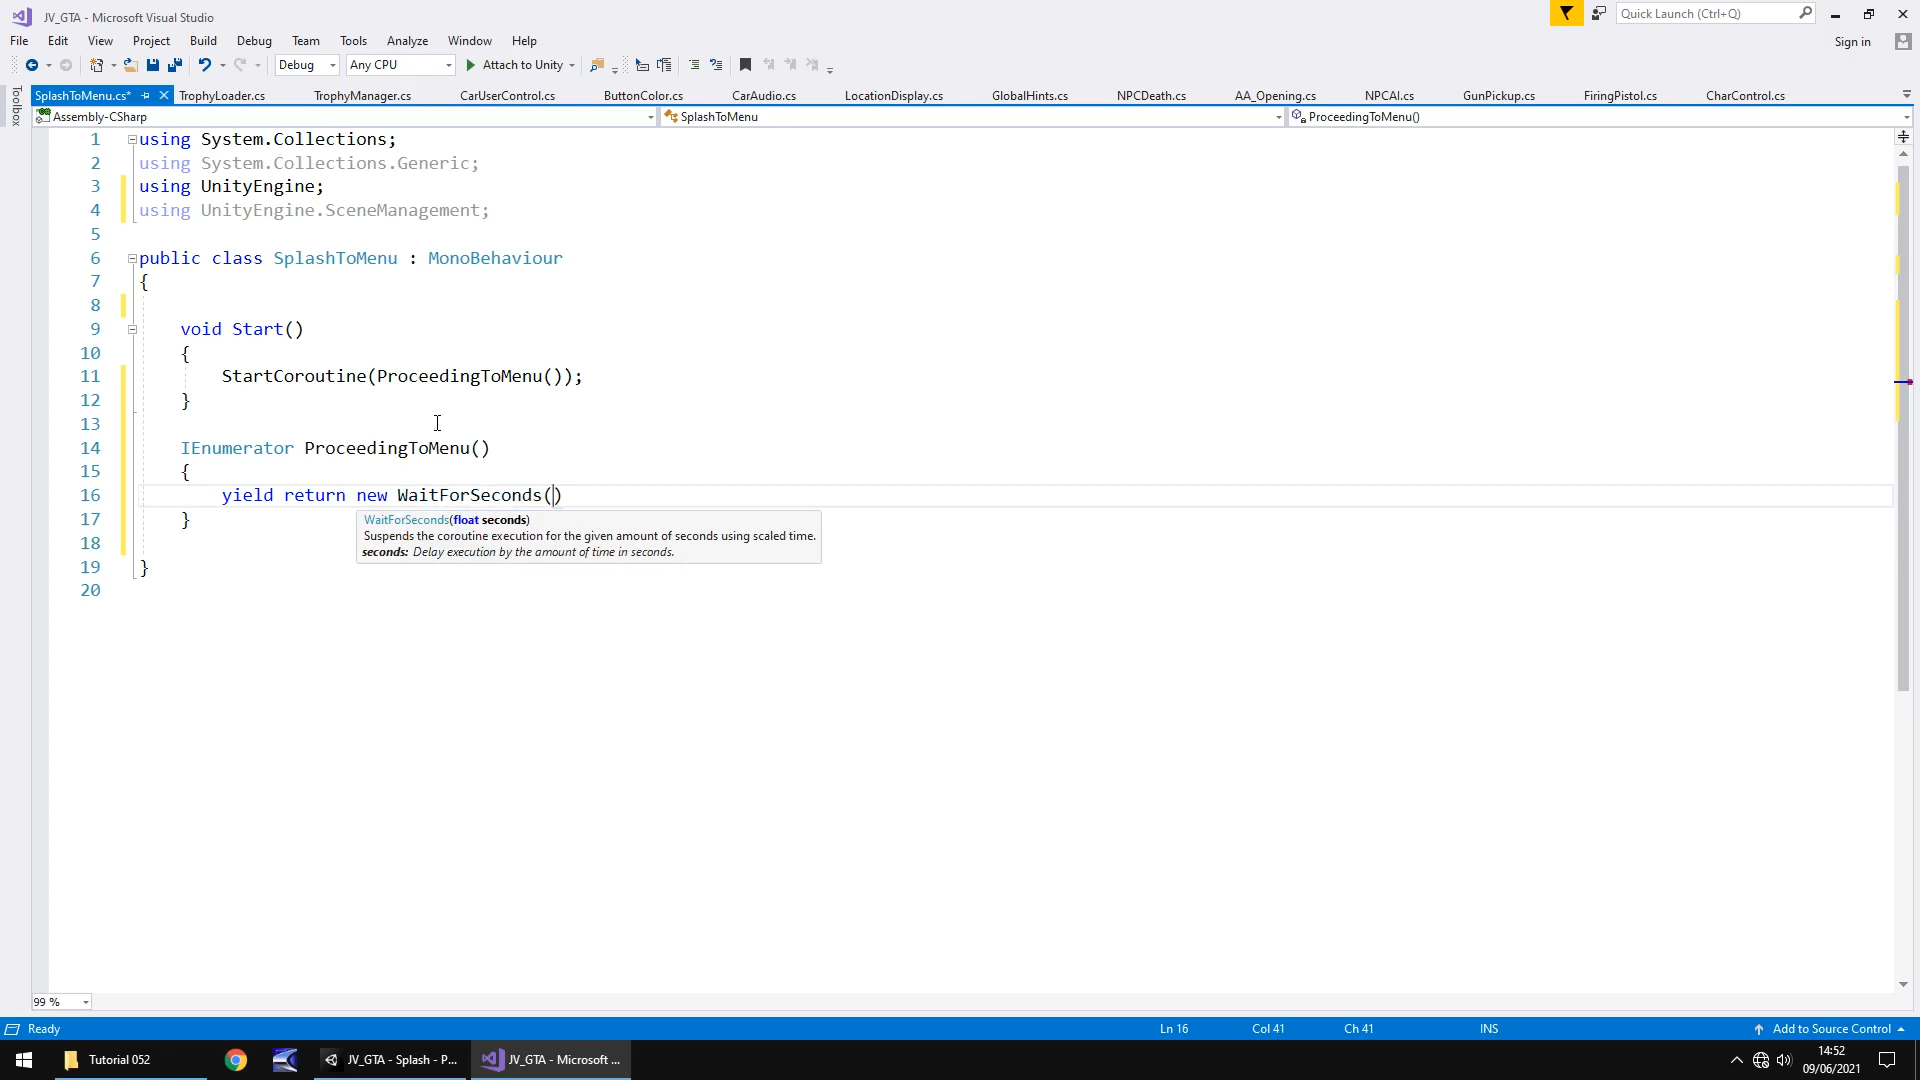 JV_GTA - Microsoft Visual Studio
Quick Launch (Ctrl+Q)
File Edit View Project Build Debug Team Tools Analyze Window Help
Sign in
Debug Any CPU Attach to Unity
Toolbox
SplashToMenu.cs* TrophyLoader.cs TrophyManager.cs CarUserControl.cs ButtonColor.cs CarAudio.cs LocationDisplay.cs GlobalHints.cs NPCDeath.cs AA_Opening.cs NPCAI.cs GunPickup.cs FiringPistol.cs CharControl.cs
Assembly-CSharp SplashToMenu ProceedingToMenu()
1 using System.Collections;
2 using System.Collections.Generic;
3 using UnityEngine;
4 using UnityEngine.SceneManagement;
5
6 public class SplashToMenu : MonoBehaviour
7 {
8
9 void Start()
10 {
11 StartCoroutine(ProceedingToMenu());
12 }
13
14 IEnumerator ProceedingToMenu()
15 {
16 yield return new WaitForSeconds()
17 }
WaitForSeconds(float seconds)
Suspends the coroutine execution for the given amount of seconds using scaled time.
seconds: Delay execution by the amount of time in seconds.
18
19 }
20
99 %
Ready Ln 16 Col 41 Ch 41 INS Add to Source Control
Tutorial 052 JV_GTA - Splash - P... JV_GTA - Microsoft ...
14:52
09/06/2021